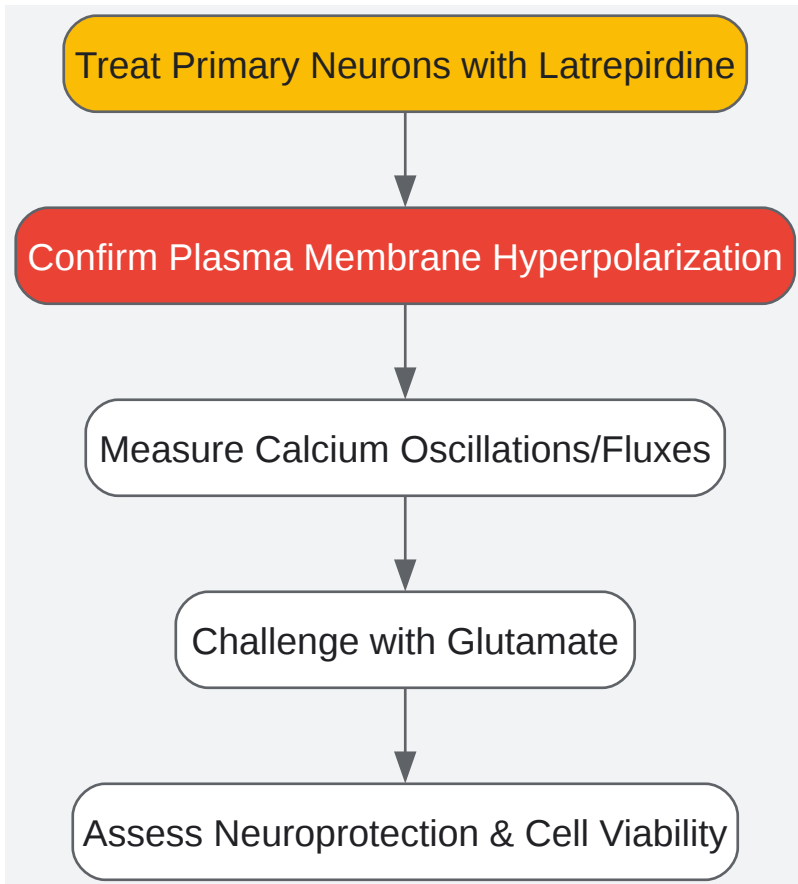 Treat Primary Neurons with Latrepirdine
Confirm Plasma Membrane Hyperpolarization
Measure Calcium Oscillations/Fluxes
Challenge with Glutamate
Assess Neuroprotection & Cell Viability